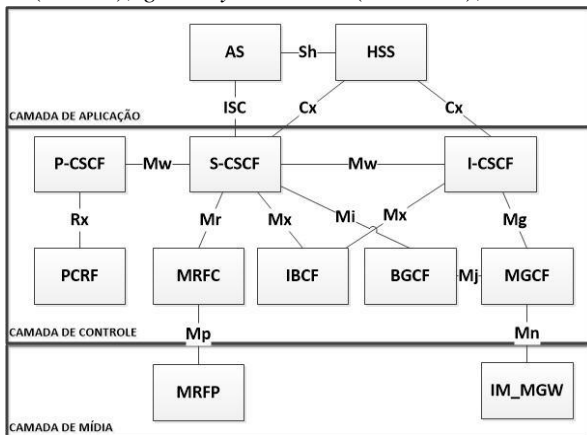 AS
Sh
HSS
ISC
Cx
Cx
CAMADA DE APLICAÇÃO
P-CSCF
Mw
S-CSCF
Mw
I-CSCF
Rx
Mr
Mx
Mi
Mx
Mg
PCRF
MRFC
IBCF
BGCF
Mj
MGCF
CAMADA DE CONTROLE
Mp
Mn
MRFP
IM_MGW
CAMADA DE MÍDIA